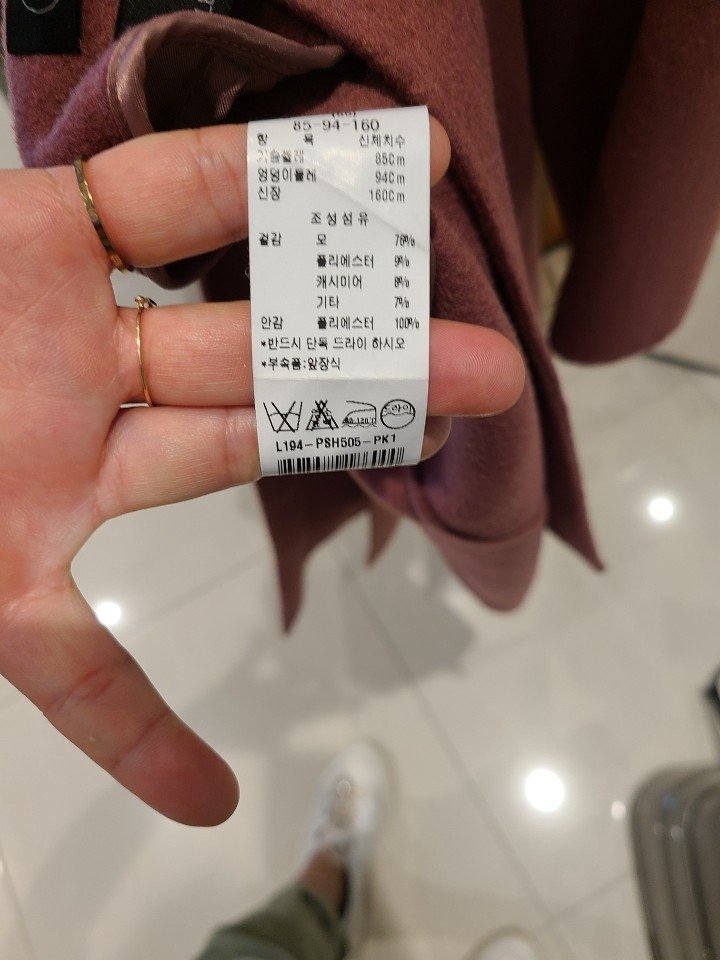 85-94-160
항 목 신체치수
가슴둘레 85Cm
엉덩이둘레 94Cm
신장 160Cm
조성섬유
겉감 모 76%
폴리에스터 9%
캐시미어 8%
기타 7%
안감 폴리에스터 100%
*반드시 단독 드라이 하시오
*부속품:앞장식
드라이
L194-PSH505-PK1